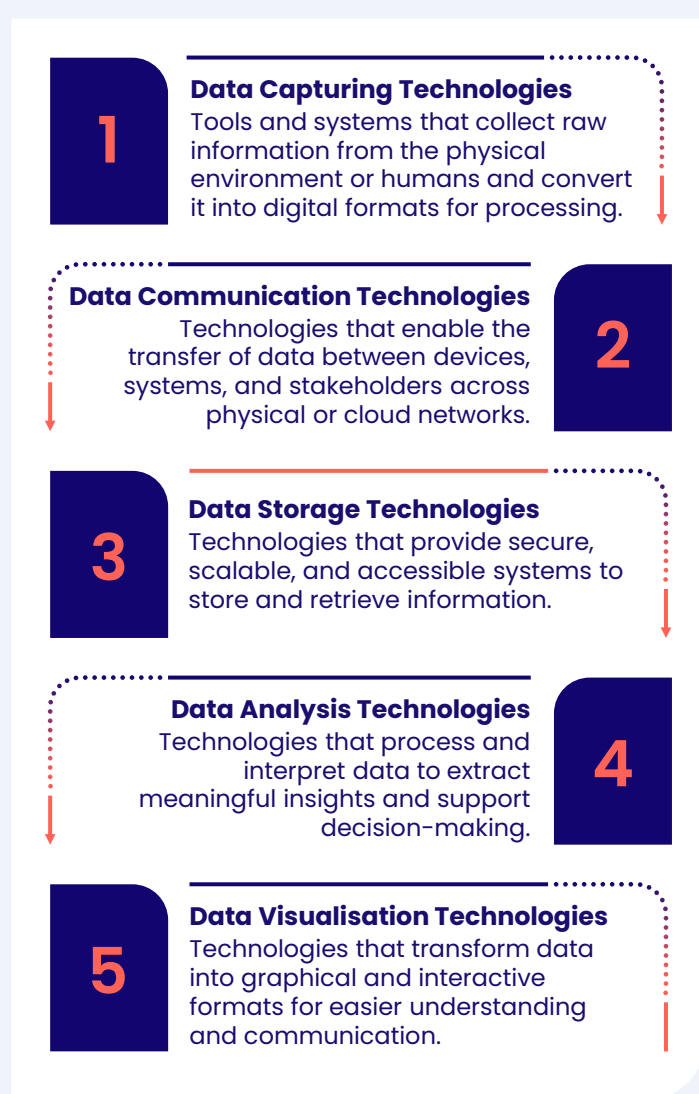 1
Data Capturing Technologies
Tools and systems that collect raw
information from the physical
environment or humans and convert
it into digital formats for processing.
Data Communication Technologies
Technologies that enable the
transfer of data between devices,
systems, and stakeholders across
physical or cloud networks.
2
3
Data Storage Technologies
Technologies that provide secure,
scalable, and accessible systems to
store and retrieve information.
Data Analysis Technologies
Technologies that process and
interpret data to extract
meaningful insights and support
decision-making.
4
5
Data Visualisation Technologies
Technologies that transform data
into graphical and interactive
formats for easier understanding
and communication.